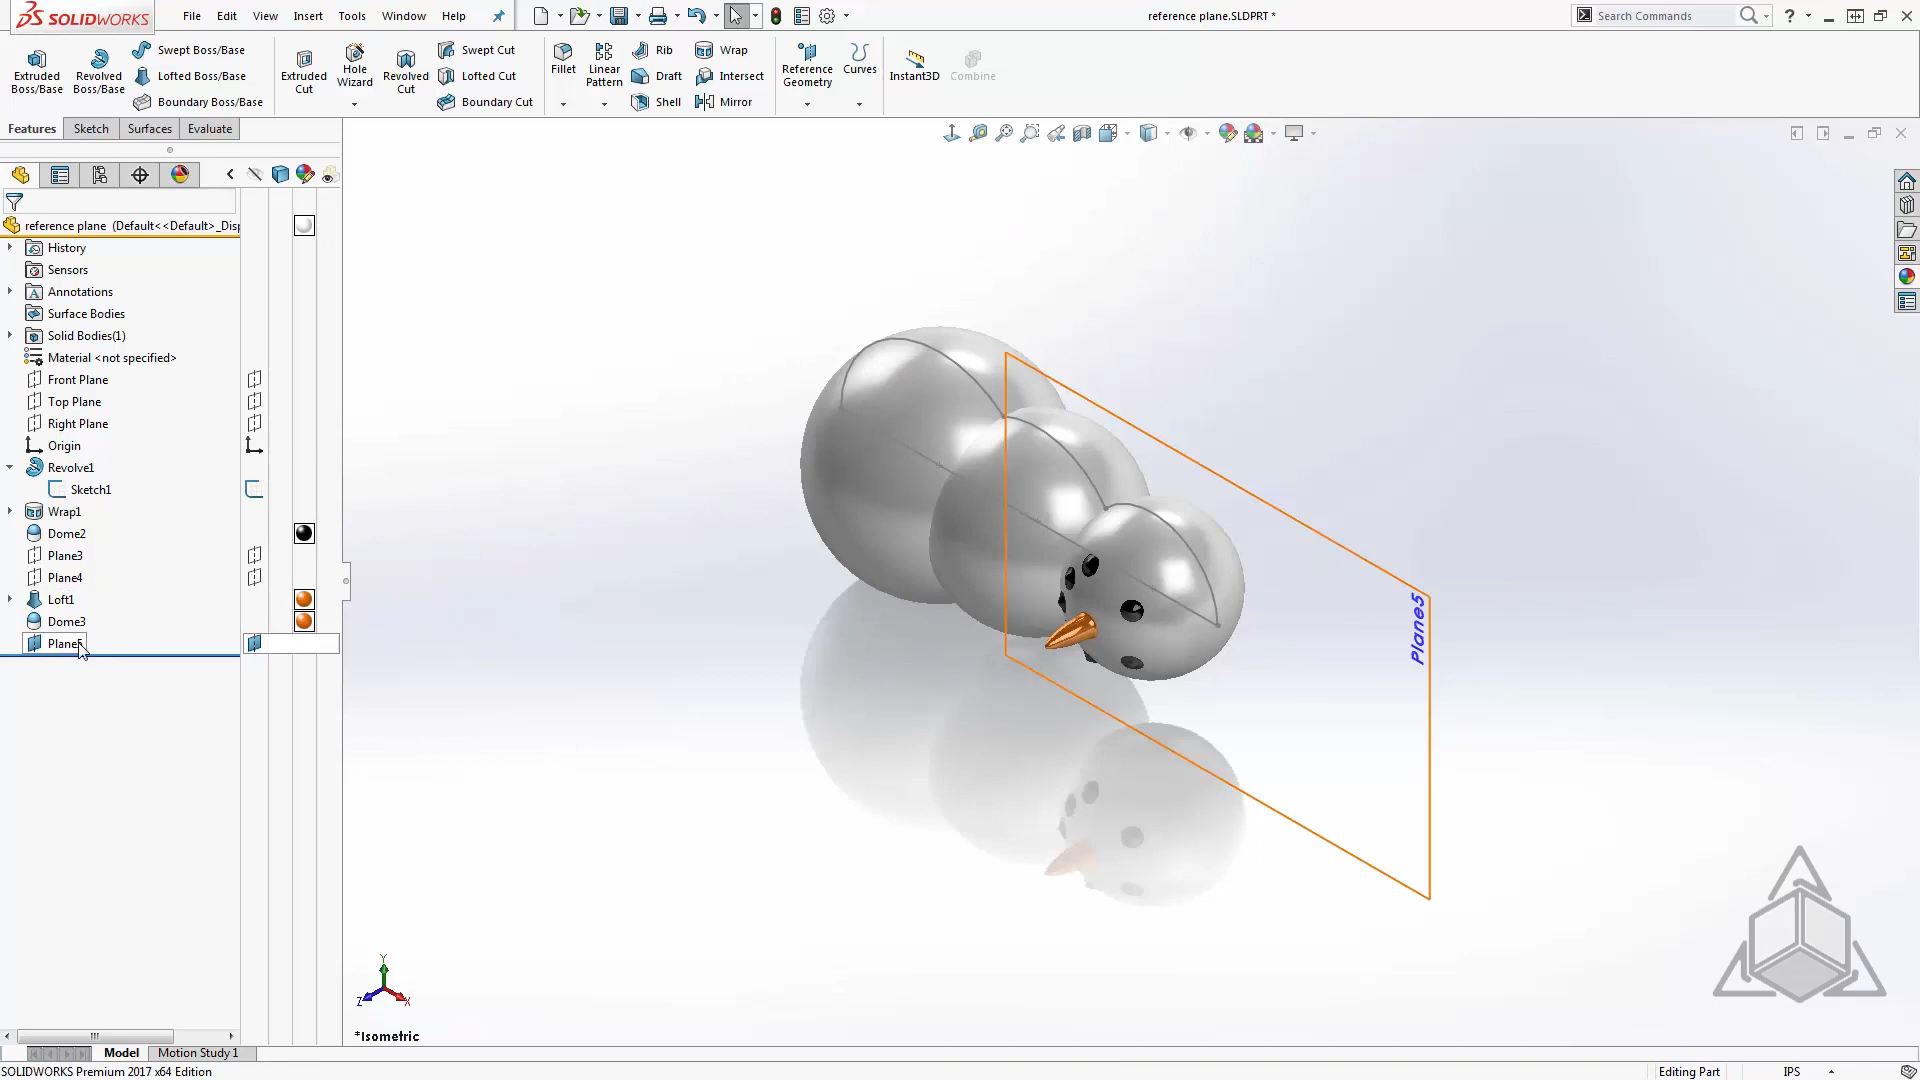 SOLIDWORKS
File Edit View Insert Tools Window Help
reference plane.SLDPRT *
Search Commands
Extruded Boss/Base
Revolved Boss/Base
Swept Boss/Base
Lofted Boss/Base
Boundary Boss/Base
Extruded Cut
Hole Wizard
Revolved Cut
Swept Cut
Lofted Cut
Boundary Cut
Fillet
Linear Pattern
Rib
Draft
Shell
Wrap
Intersect
Mirror
Reference Geometry
Curves
Instant3D
Combine
Features Sketch Surfaces Evaluate
reference plane (Default<<Default>_Disp
History
Sensors
Annotations
Surface Bodies
Solid Bodies(1)
Material <not specified>
Front Plane
Top Plane
Right Plane
Origin
Revolve1
Sketch1
Wrap1
Dome2
Plane3
Plane4
Loft1
Dome3
Plane5
Plane5
Y
Z
X
*Isometric
Model Motion Study 1
SOLIDWORKS Premium 2017 x64 Edition
Editing Part
IPS